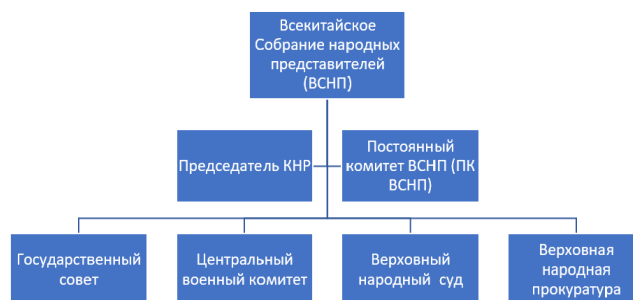 Всекитайское
Собрание народных
представителей
(ВСНП)
Председатель КНР
Постоянный
комитет ВСНП (ПК
ВСНП)
Государственный
совет
Центральный
военный комитет
Верховный
народный суд
Верховная
народная
прокуратура